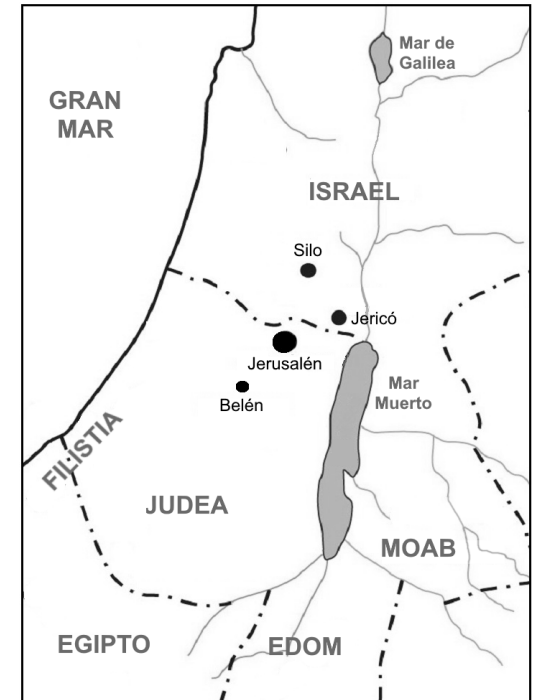 Mar de
Galilea
GRAN
MAR
ISRAEL
Silo
Jericó
Jerusalén
Mar
Muerto
Belén
FILISTIA
JUDEA
MOAB
EGIPTO
EDOM